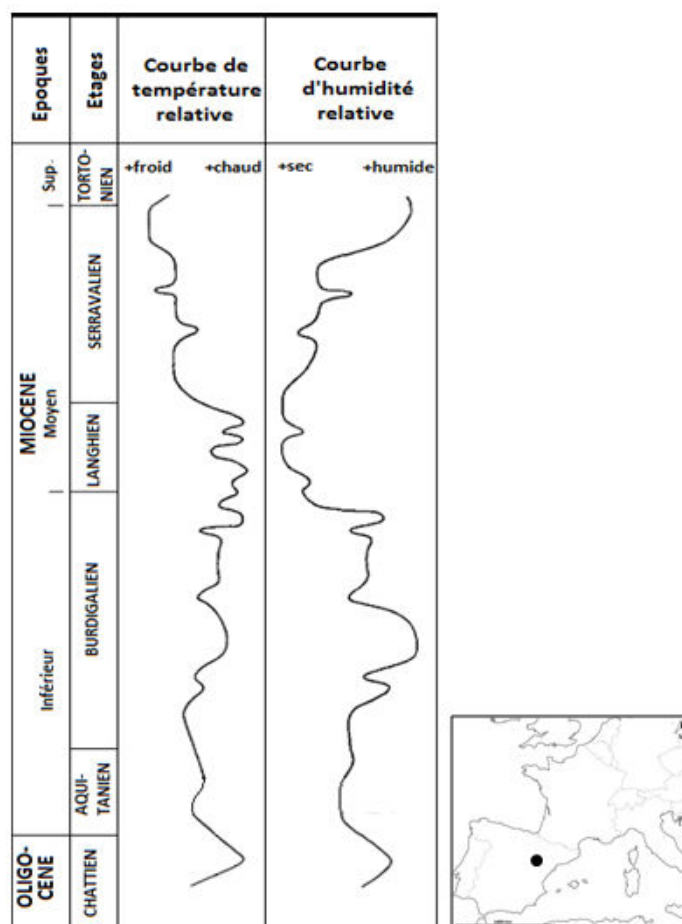 Epoques
Etages
Courbe de
température
relative
Courbe
d'humidité
relative
+froid
+chaud
+sec
+humide
Sup
TORTO-
NIEN
MIOCENE
Moyen
SERRAVALIEN
LANGHIEN
Inférieur
BURDIGALIEN
AQUI-
TANIEN
OLIGO-
CENE
CHATTIEN